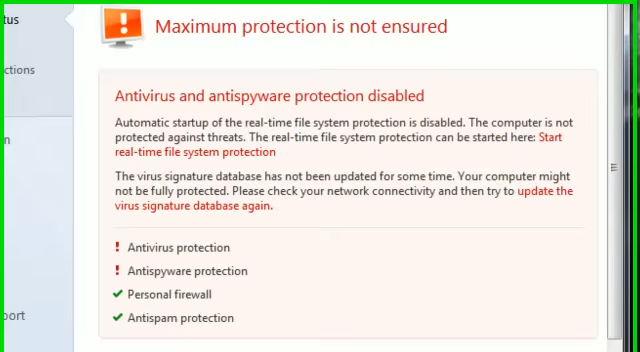 Maximum protection is not ensured
Antivirus and antispyware protection disabled
Automatic startup of the real-time file system protection is disabled. The computer is not
protected against threats. The real-time file system protection can be started here: Start
real-time file system protection
The virus signature database has not been updated for some time. Your computer might
not be fully protected. Please check your network connectivity and then try to update the
virus signature database again.
Antivirus protection
Antispyware protection
Personal firewall
Antispam protection